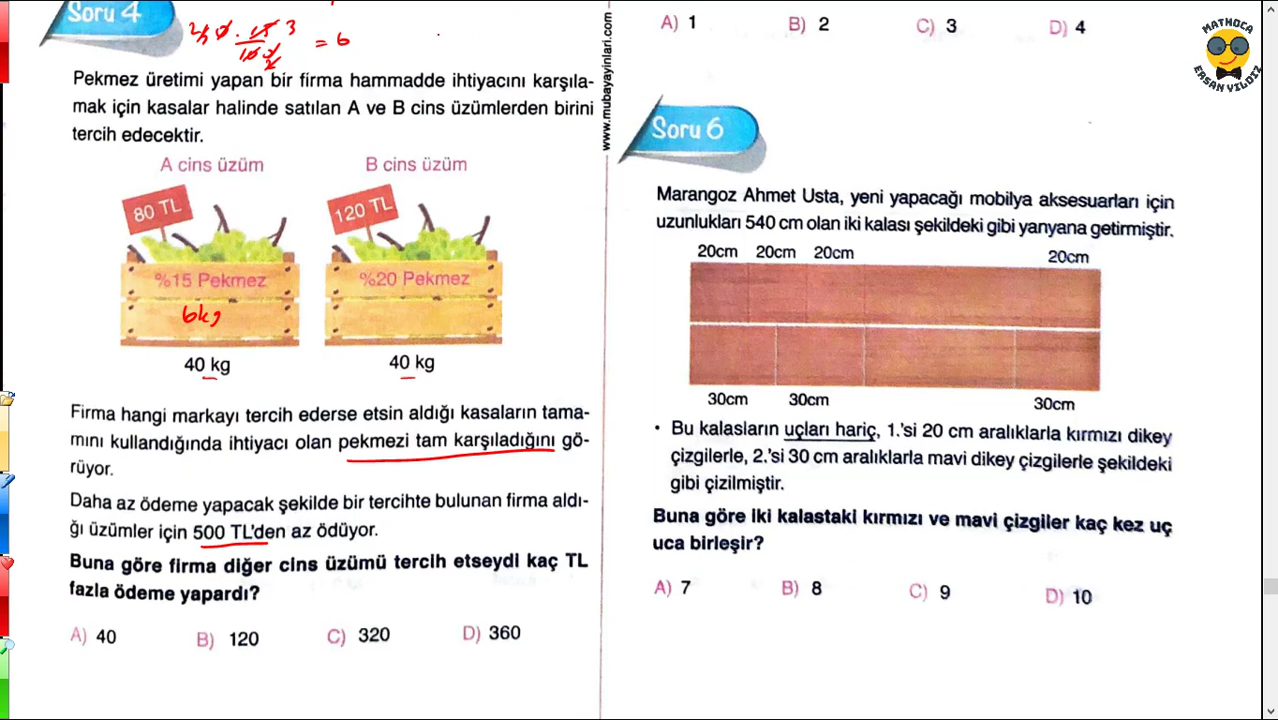 Soru 4
= 6
Pekmez üretimi yapan bir firma hammadde ihtiyacını karşıla-
mak için kasalar halinde satılan A ve B cins üzümlerden birini
tercih edecektir.
A cins üzüm
B cins üzüm
80 TL
120 TL
%15 Pekmez
%20 Pekmez
6kg
40 kg
40 kg
Firma hangi markayı tercih ederse etsin aldığı kasaların tama-
mını kullandığında ihtiyacı olan pekmezi tam karşıladığını gö-
rüyor.
Daha az ödeme yapacak şekilde bir tercihte bulunan firma aldı-
ğı üzümler için 500 TL'den az ödüyor.
Buna göre firma diğer cins üzümü tercih etseydi kaç TL
fazla ödeme yapardı?
A) 40
B) 120
C) 320
D) 360
www.mubayayinlari.com
A) 1
B) 2
C) 3
D) 4
MATHOCA
ERSAN YILDIZ
Soru 6
Marangoz Ahmet Usta, yeni yapacağı mobilya aksesuarları için
uzunlukları 540 cm olan iki kalası şekildeki gibi yanyana getirmiştir.
20cm 20cm 20cm 20cm
30cm 30cm 30cm
• Bu kalasların uçları hariç, 1.'si 20 cm aralıklarla kırmızı dikey
çizgilerle, 2.'si 30 cm aralıklarla mavi dikey çizgilerle şekildeki
gibi çizilmiştir.
Buna göre iki kalastaki kırmızı ve mavi çizgiler kaç kez uç
uca birleşir?
A) 7
B) 8
C) 9
D) 10